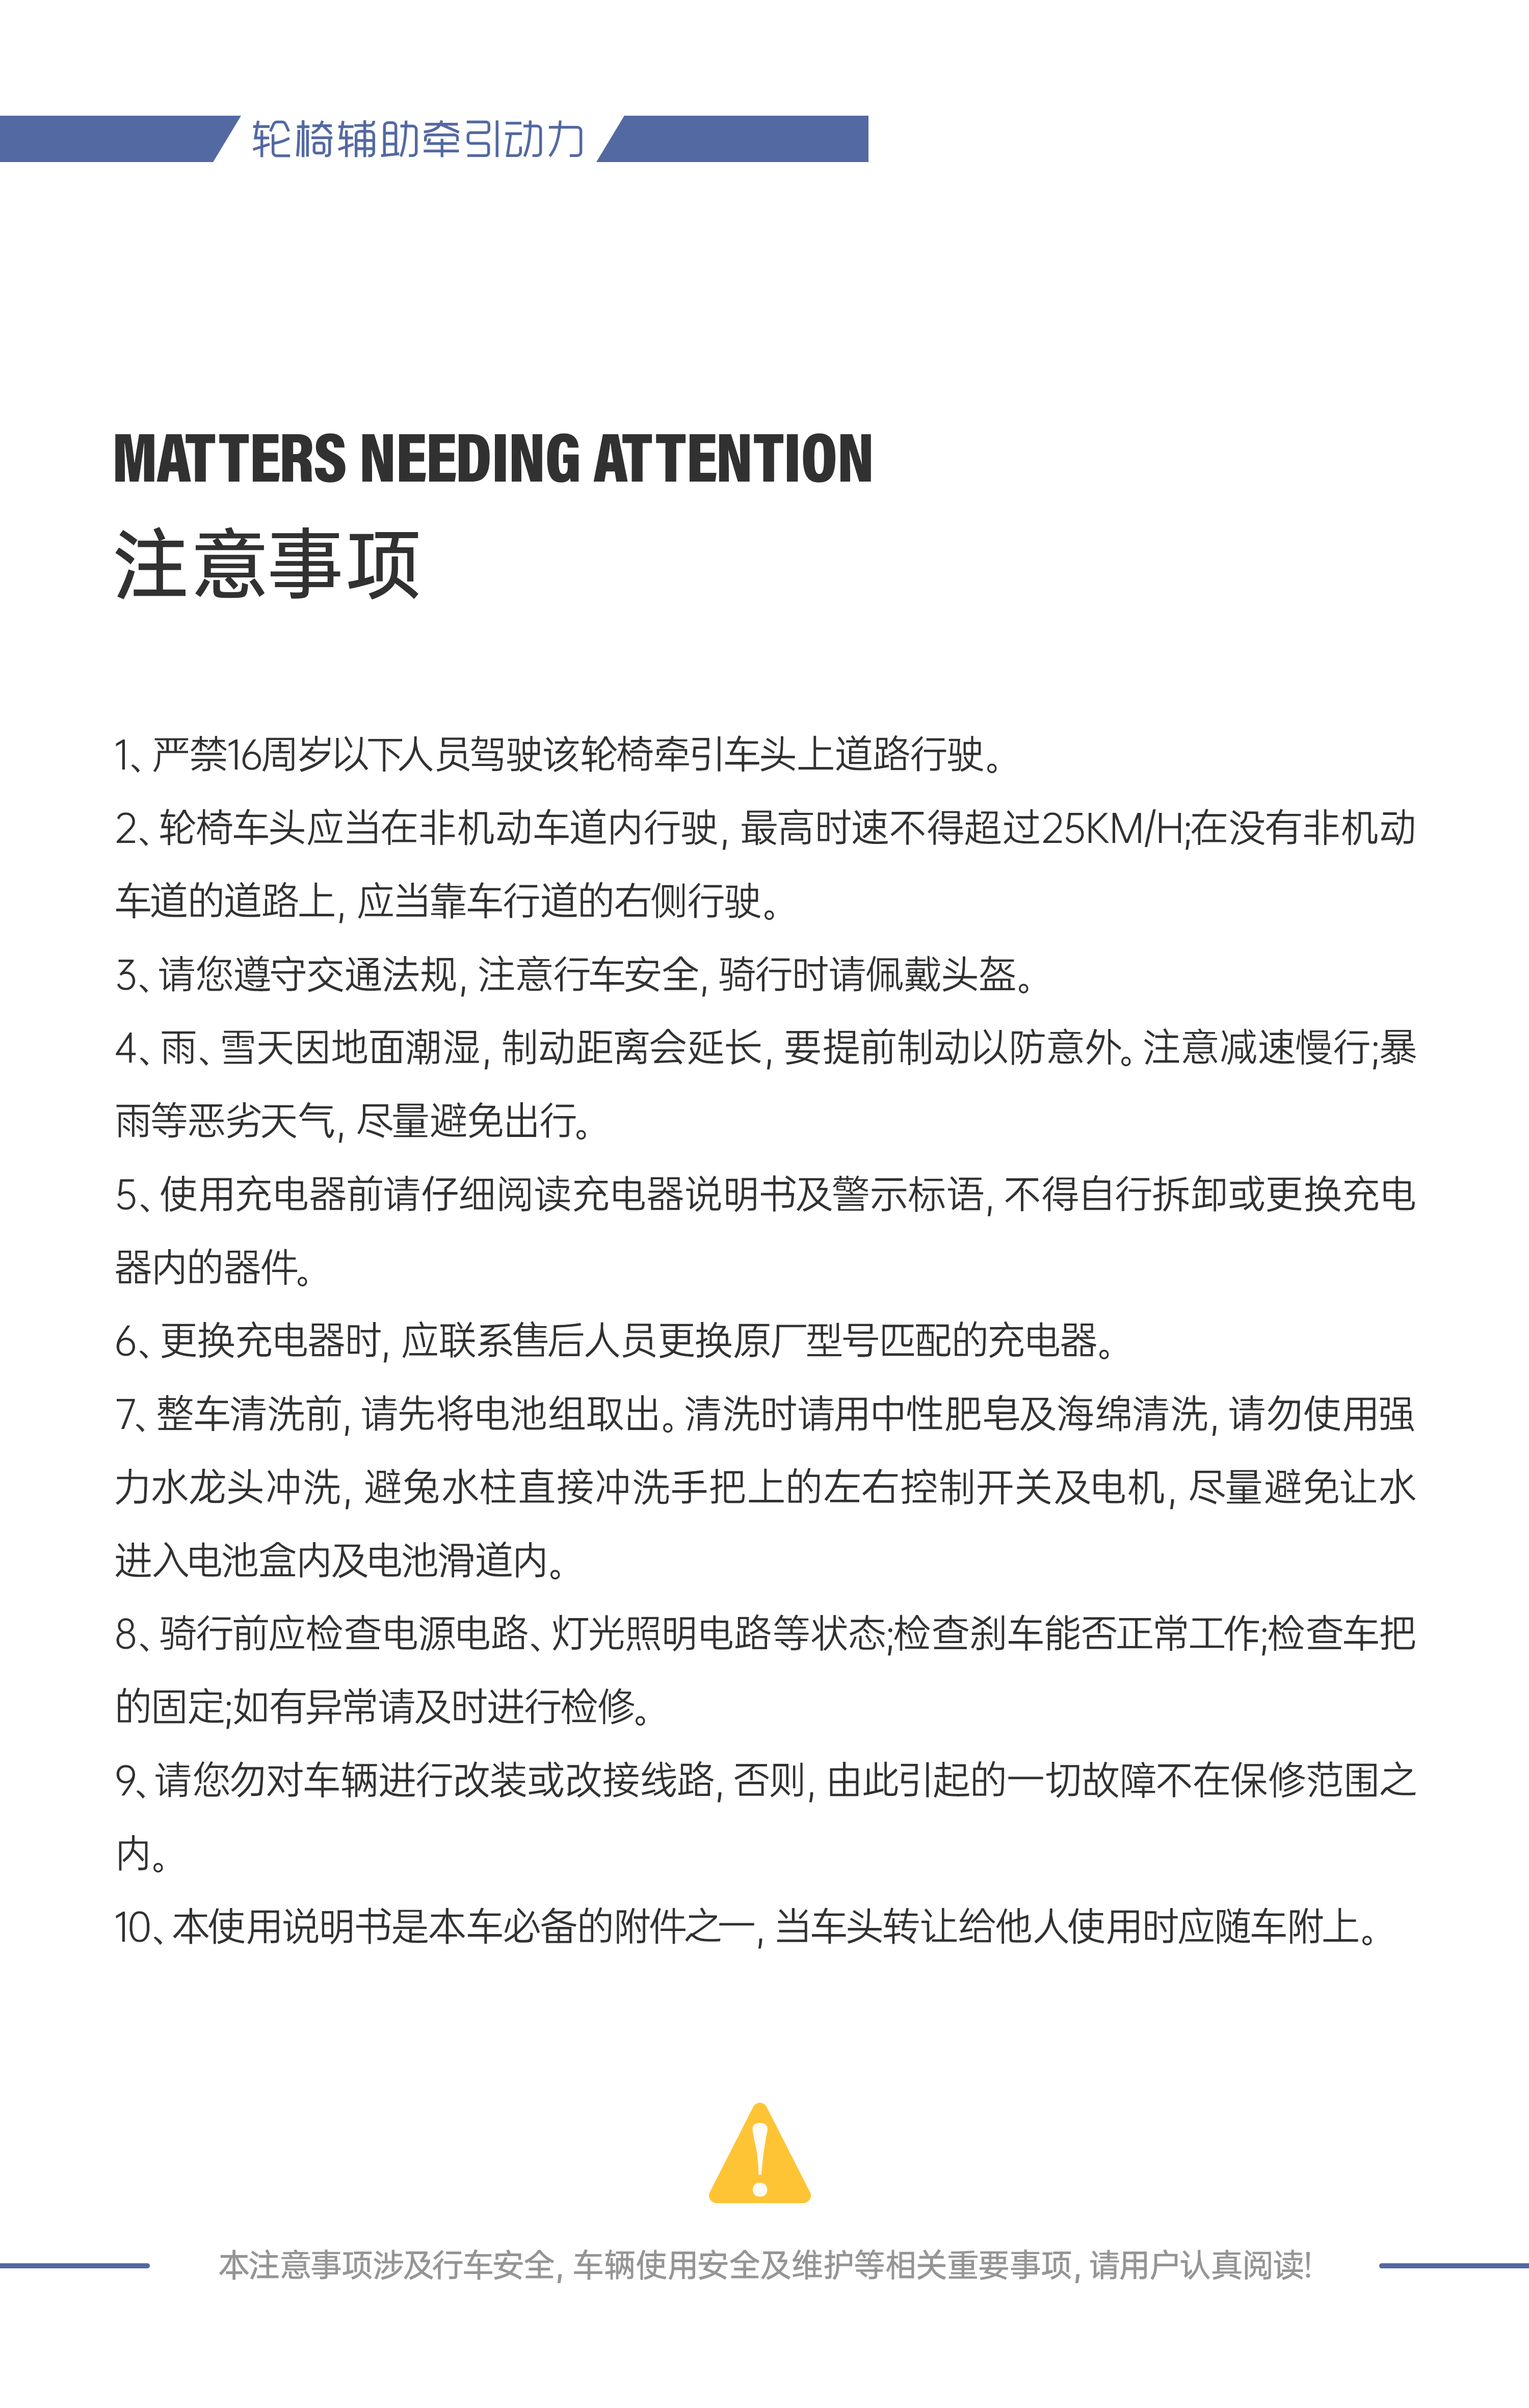 轮椅辅助牵引动力
MATTERS NEEDING ATTENTION
注意事项
1、严禁16周岁以下人员驾驶该轮椅牵引车头上道路行驶。
2、轮椅车头应当在非机动车道内行驶, 最高时速不得超过25KM/H;在没有非机动
车道的道路上, 应当靠车行道的右侧行驶。
3、请您遵守交通法规, 注意行车安全, 骑行时请佩戴头盔。
4、雨、雪天因地面潮湿, 制动距离会延长, 要提前制动以防意外。注意减速慢行;暴
雨等恶劣天气, 尽量避免出行。
5、使用充电器前请仔细阅读充电器说明书及警示标语, 不得自行拆卸或更换充电
器内的器件。
6、更换充电器时, 应联系售后人员更换原厂型号匹配的充电器。
7、整车清洗前, 请先将电池组取出。清洗时请用中性肥皂及海绵清洗, 请勿使用强
力水龙头冲洗, 避免水柱直接冲洗手把上的左右控制开关及电机, 尽量避免让水
进入电池盒内及电池滑道内。
8、骑行前应检查电源电路、灯光照明电路等状态;检查刹车能否正常工作;检查车把
的固定;如有异常请及时进行检修。
9、请您勿对车辆进行改装或改接线路, 否则, 由此引起的一切故障不在保修范围之
内。
10、本使用说明书是本车必备的附件之一, 当车头转让给他人使用时应随车附上。
本注意事项涉及行车安全, 车辆使用安全及维护等相关重要事项, 请用户认真阅读!